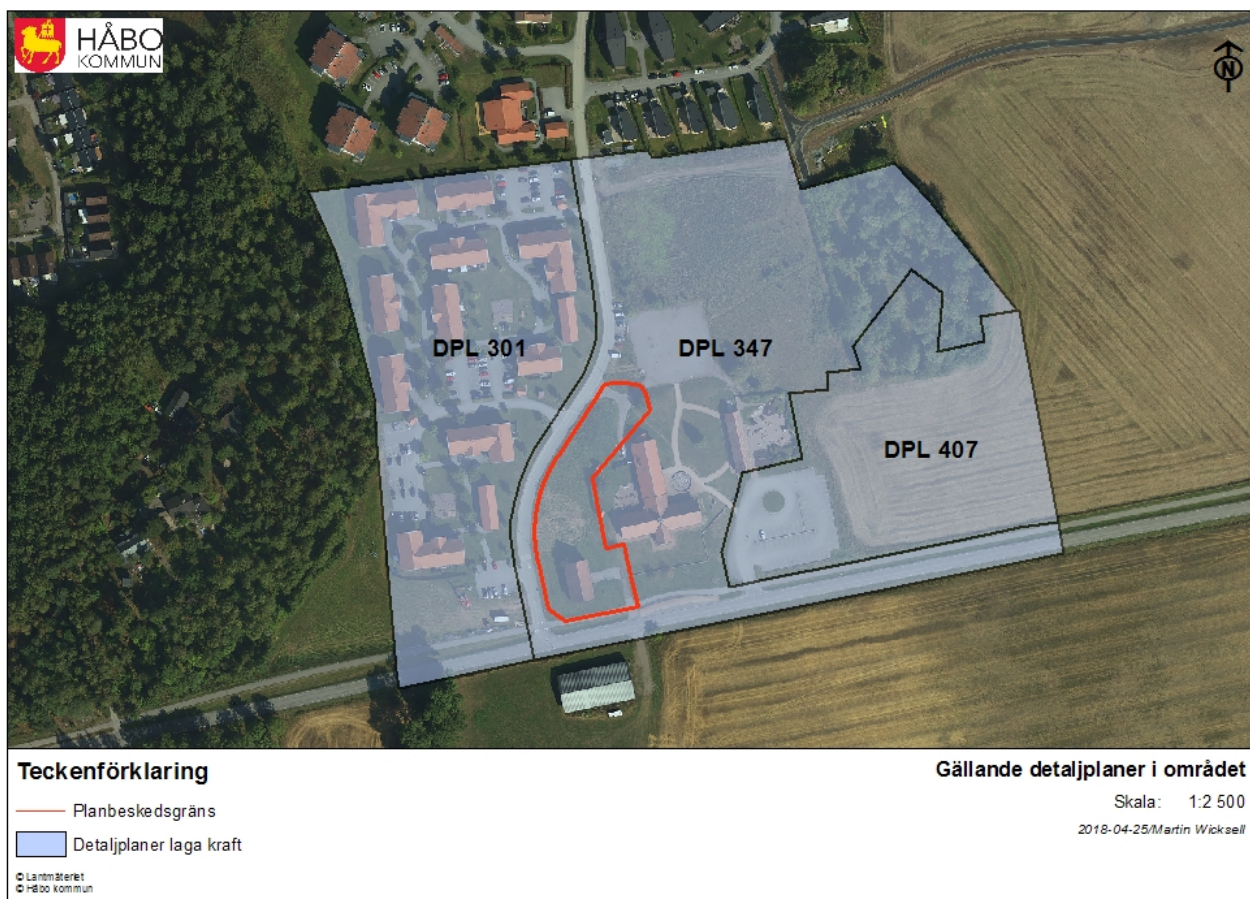 HÅBO
KOMMUN
N
DPL 301
DPL 347
DPL 407
Teckenförklaring
Planbeskedsgräns
Detaljplaner laga kraft
© Lantmäteriet
© Håbo kommun
Gällande detaljplaner i området
Skala: 1:2 500
2018-04-25/Martin Wicksell